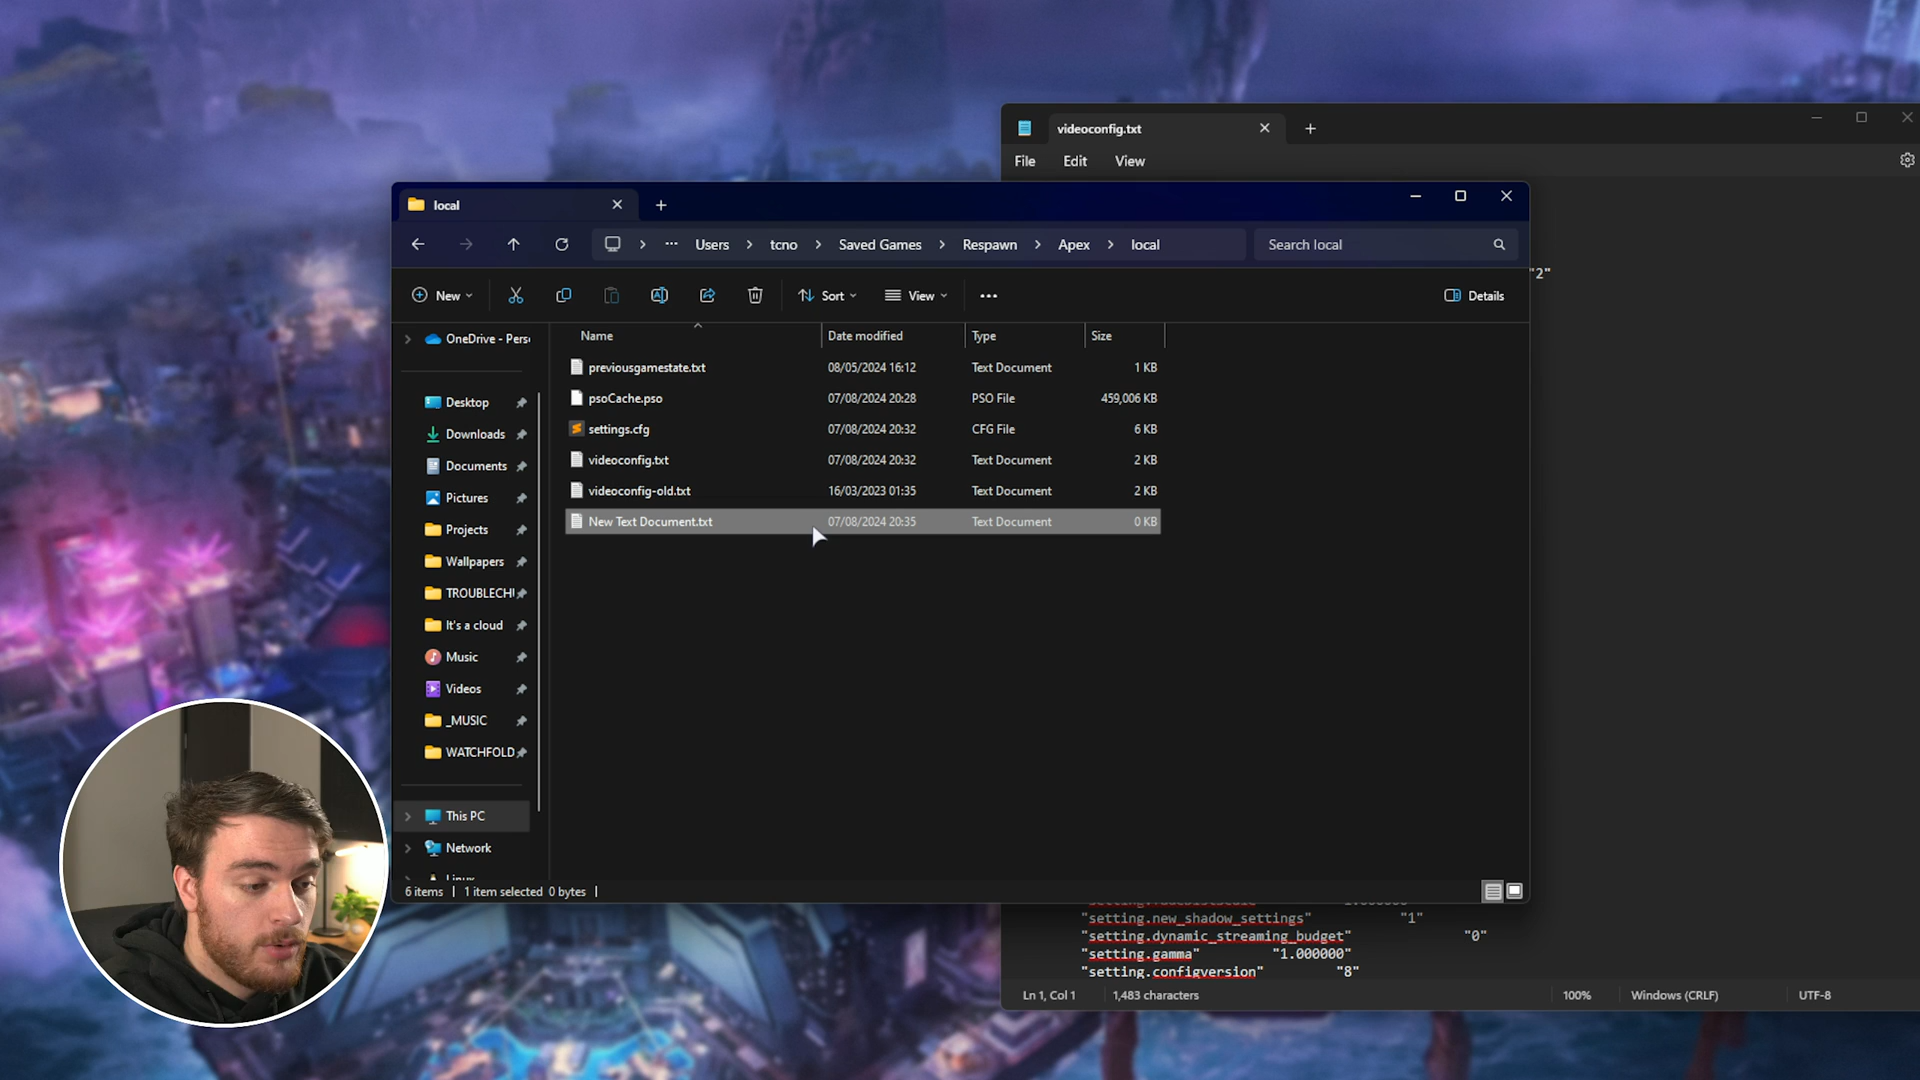 videoconfig.txt
File Edit View
local
Users tcno Saved Games Respawn Apex local
Search local
"2"
New Sort View Details
Name Date modified Type Size
OneDrive - Pers
previousgamestate.txt 08/05/2024 16:12 Text Document 1 KB
psoCache.pso 07/08/2024 20:28 PSO File 459,006 KB
settings.cfg 07/08/2024 20:32 CFG File 6 KB
videoconfig.txt 07/08/2024 20:32 Text Document 2 KB
videoconfig-old.txt 16/03/2023 01:35 Text Document 2 KB
New Text Document.txt 07/08/2024 20:35 Text Document 0 KB
Desktop
Downloads
Documents
Pictures
Projects
Wallpapers
TROUBLECH
It's a cloud
Music
Videos
_MUSIC
WATCHFOLD
This PC
Network
Linux
6 items 1 item selected 0 bytes
"setting.new_shadow_settings" "1"
"setting.dynamic_streaming_budget" "0"
"setting.gamma" "1.000000"
"setting.configversion" "8"
Ln 1, Col 1 1,483 characters 100% Windows (CRLF) UTF-8